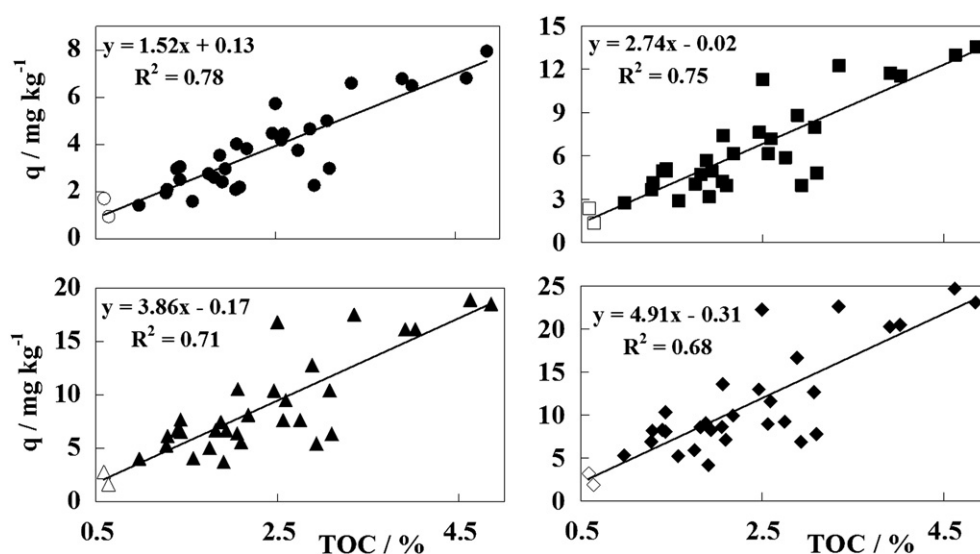 y = 1.52x + 0.13
R² = 0.78
q / mg kg⁻¹
8
6
4
2
0
y = 2.74x - 0.02
R² = 0.75
15
12
9
6
3
0
y = 3.86x - 0.17
R² = 0.71
q / mg kg⁻¹
20
15
10
5
0
0.5
2.5
4.5
TOC / %
y = 4.91x - 0.31
R² = 0.68
25
20
15
10
5
0
0.5
2.5
4.5
TOC / %